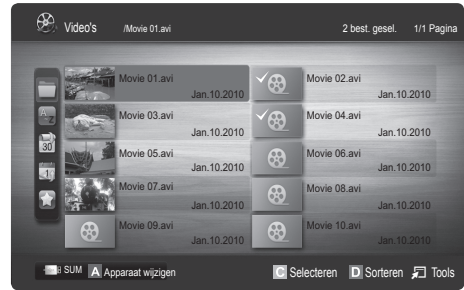 Video's /Movie 01.avi 2 best. gesel. 1/1 Pagina
Movie 01.avi Movie 02.avi
Jan.10.2010 Jan.10.2010
Movie 03.avi Movie 04.avi
Jan.10.2010 Jan.10.2010
Movie 05.avi Movie 06.avi
Jan.10.2010 Jan.10.2010
Movie 07.avi Movie 08.avi
Jan.10.2010 Jan.10.2010
Movie 09.avi Movie 10.avi
Jan.10.2010 Jan.10.2010
SUM A Apparaat wijzigen C Selecteren D Sorteren Tools